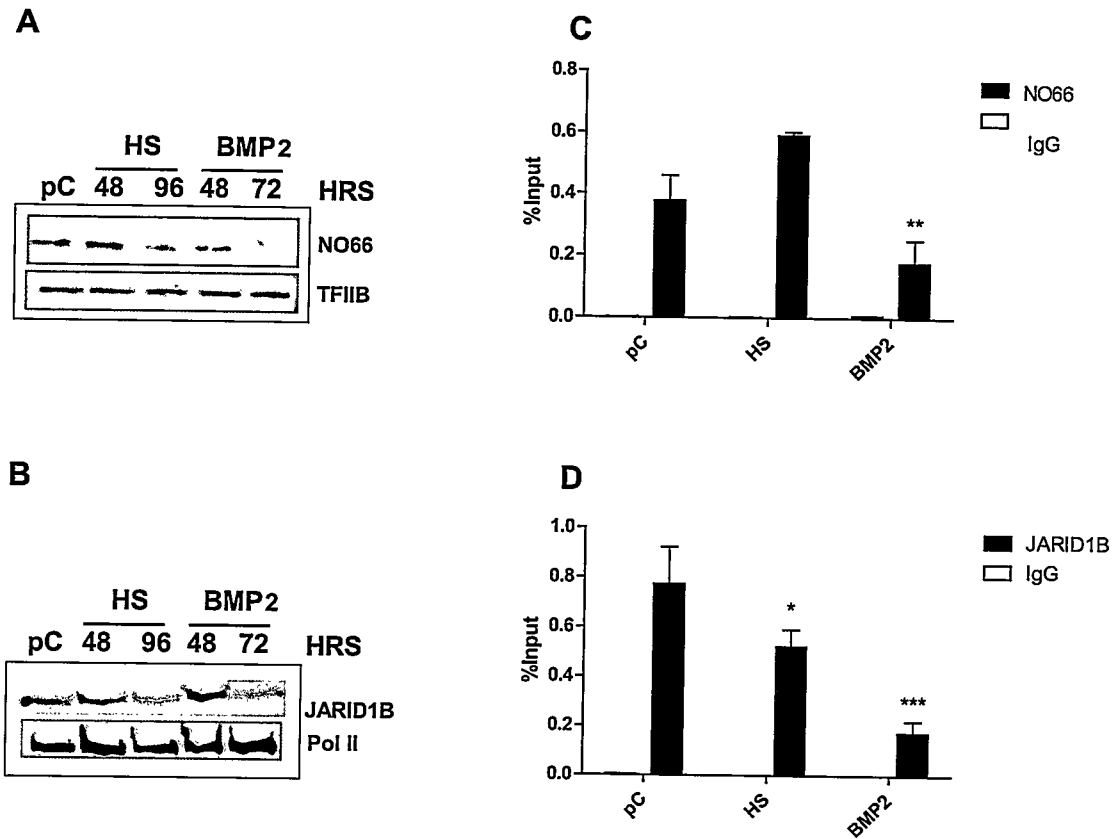 A
HS BMP2
pC 48 96 48 72 HRS
NO66
TFIIB
B
HS BMP2
pC 48 96 48 72 HRS
JARID1B
Pol II
C
0.8
0.6
0.4
0.2
0.0
%Input
**
pC HS BMP2
NO66
IgG
D
1.0
0.8
0.6
0.4
0.2
0.0
%Input
*
***
pC HS BMP2
JARID1B
IgG